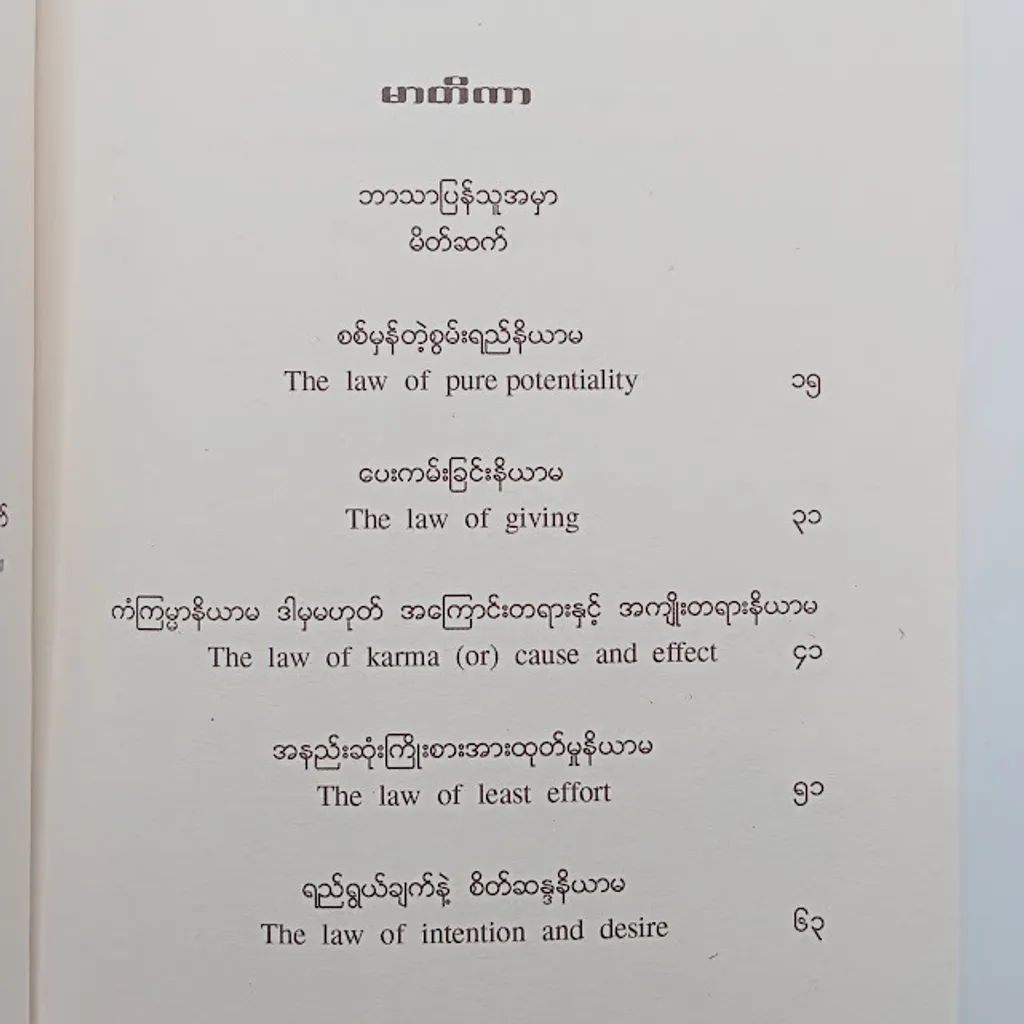 မာတိကာ
ဘာသာပြန်သူအမှာ
မိတ်ဆက်
စစ်မှန်တဲ့စွမ်းရည်နိယာမ
The law of pure potentiality ၁၅
ပေးကမ်းခြင်းနိယာမ
The law of giving ၃၁
ကံကြမ္မာနိယာမ ဒါမှမဟုတ် အကြောင်းတရားနှင့် အကျိုးတရားနိယာမ
The law of karma (or) cause and effect ၄၁
အနည်းဆုံးကြိုးစားအားထုတ်မှုနိယာမ
The law of least effort ၅၁
ရည်ရွယ်ချက်နဲ့ စိတ်ဆန္ဒနိယာမ
The law of intention and desire ၆၃